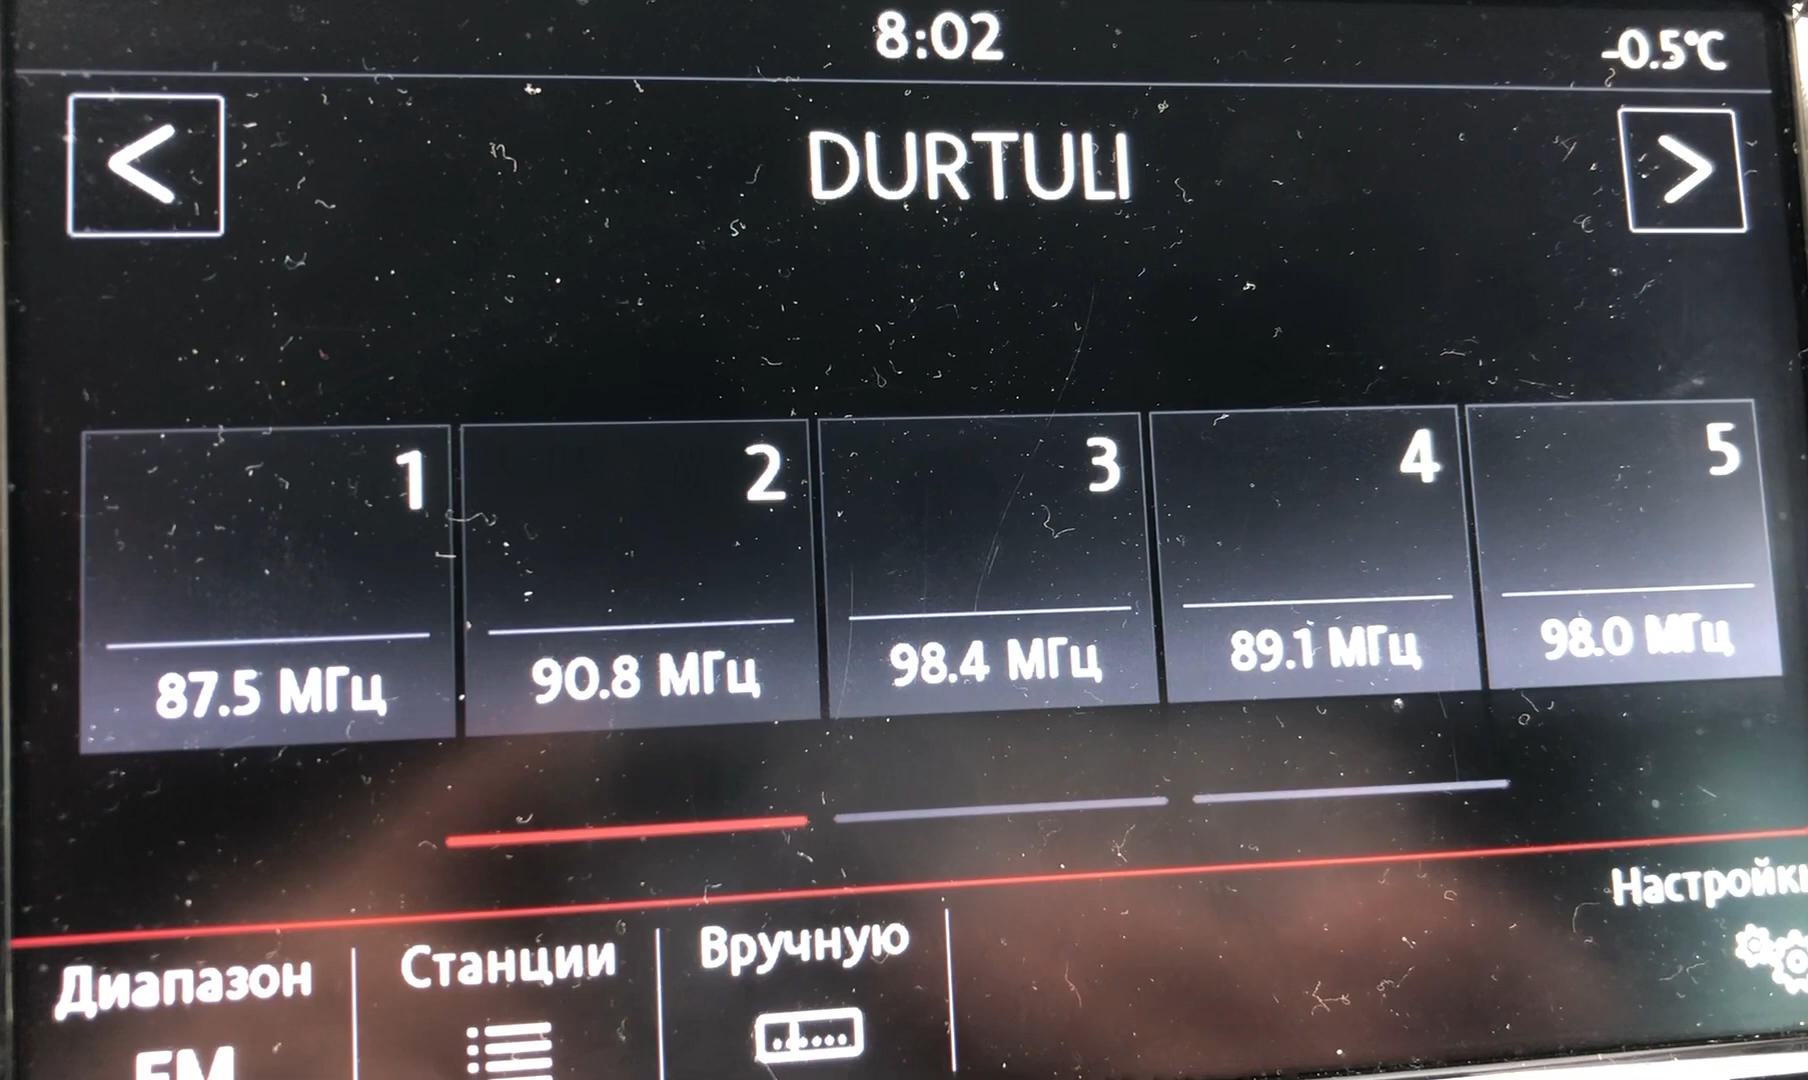 8:02
-0.5°C
<
DURTULI
>
1
2
3
4
5
87.5 МГц
90.8 МГц
98.4 МГц
89.1 МГц
98.0 МГц
Настройки
Диапазон
Станции
Вручную
FM